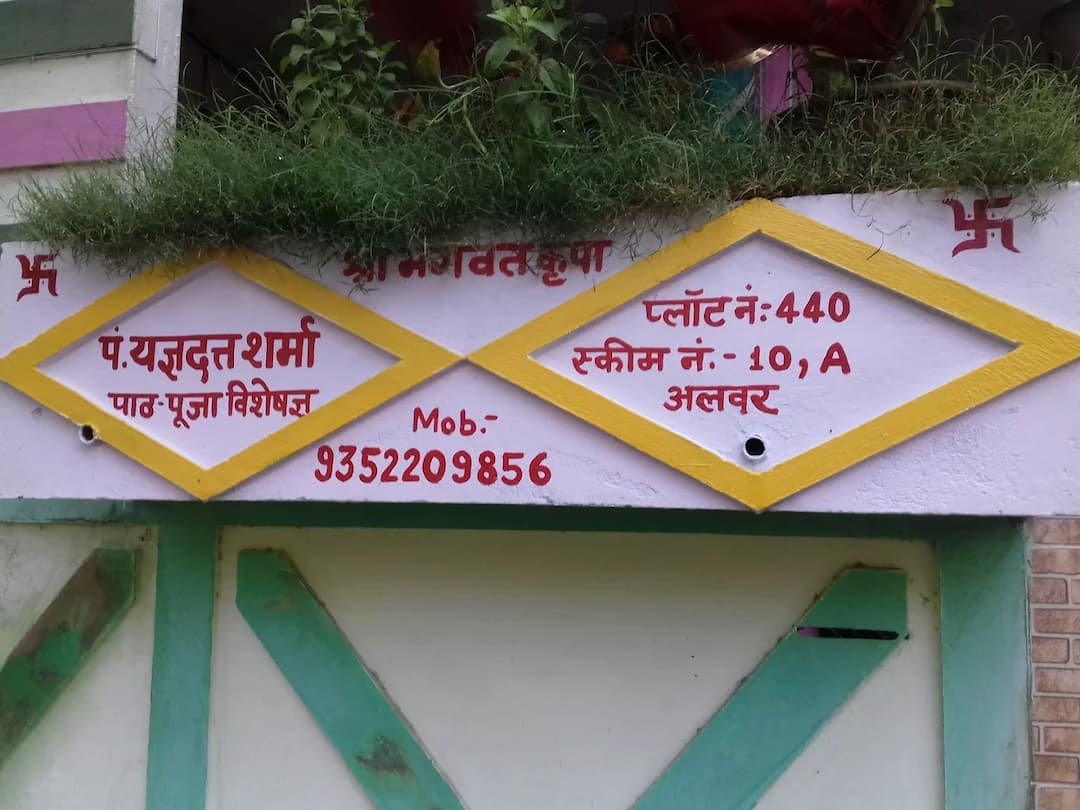 श्री भगवत कृपा
पं. यज्ञदत्त शर्मा
पाठ-पूजा विशेषज्ञ
Mob.-
9352209856
प्लॉट नं:- 440
स्कीम नं. - 10, A
अलवर